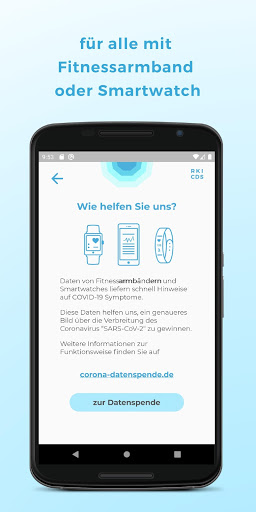 für alle mit
Fitnessarmband
oder Smartwatch
9:52
RKI
CDS
Wie helfen Sie uns?
Daten von Fitnessarmbändern und
Smartwatches liefern schnell Hinweise
auf COVID-19 Symptome.
Diese Daten helfen uns, ein genaueres
Bild über die Verbreitung des
Coronavirus "SARS-CoV-2" zu gewinnen.
Weitere Informationen zur
Funktionsweise finden Sie auf
corona-datenspende.de
zur Datenspende